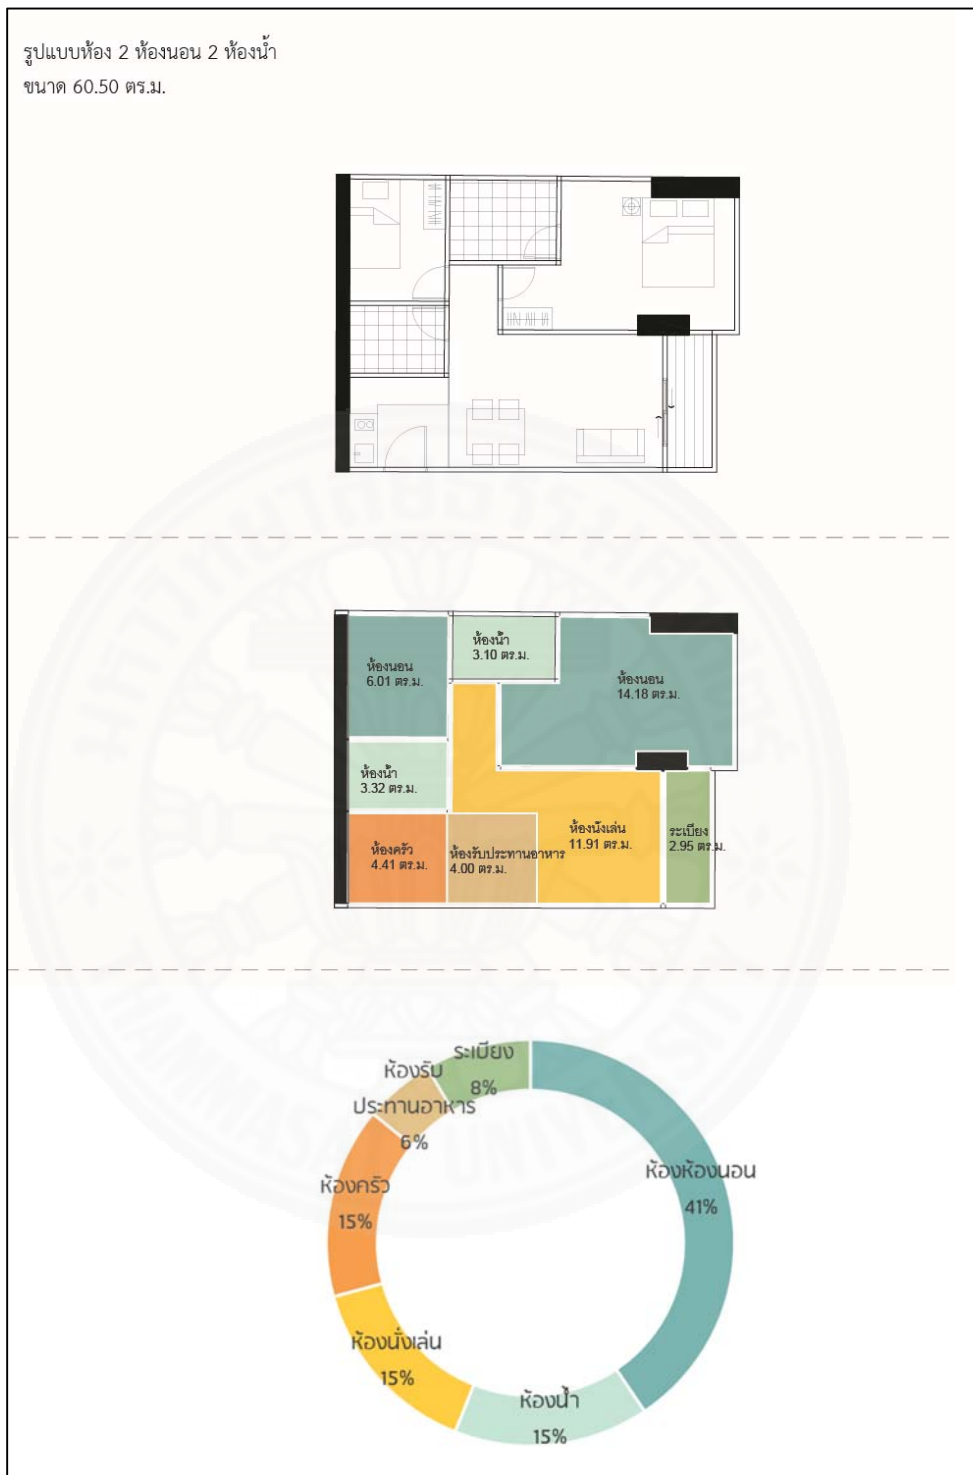 รูปแบบห้อง 2 ห้องนอน 2 ห้องน้ำ
ขนาด 60.50 ตร.ม.
ห้องน้ำ
3.10 ตร.ม.
ห้องนอน
6.01 ตร.ม.
ห้องนอน
14.18 ตร.ม.
ห้องน้ำ
3.32 ตร.ม.
ห้องครัว
4.41 ตร.ม.
ห้องรับประทานอาหาร
4.00 ตร.ม.
ห้องนั่งเล่น
11.91 ตร.ม.
ระเบียง
2.95 ตร.ม.
ระเบียง
8%
ห้องรับ
ประทานอาหาร
6%
ห้องห้องนอน
41%
ห้องครัว
15%
ห้องนั่งเล่น
15%
ห้องน้ำ
15%
THAMMASAT UNIVERSITY